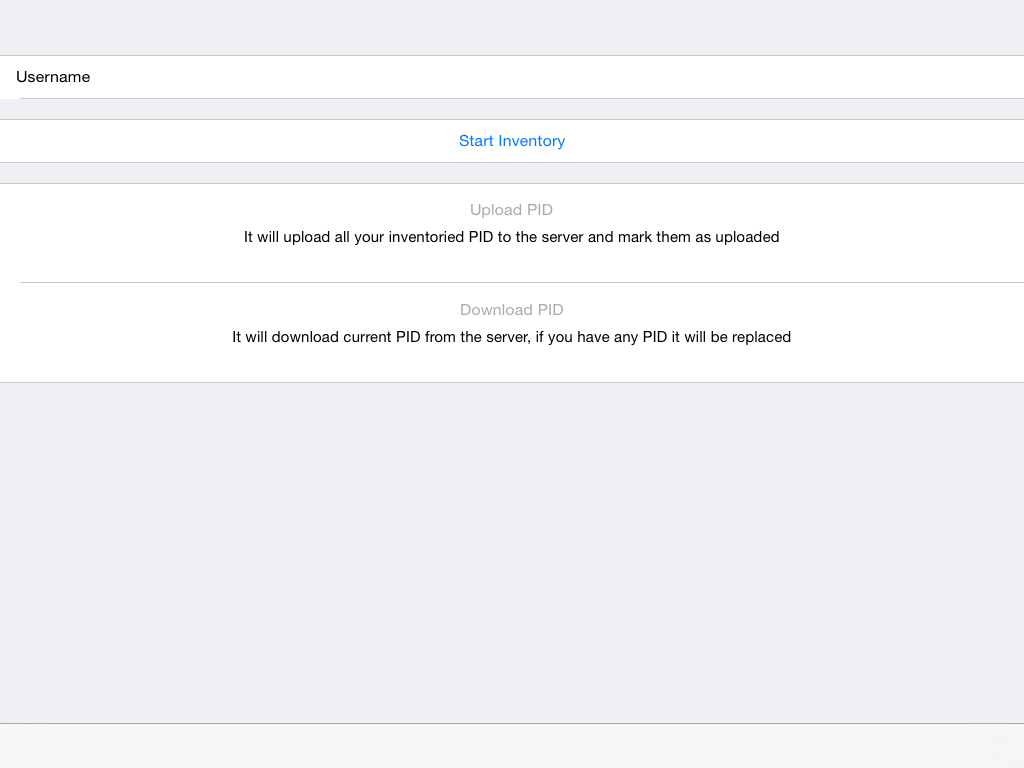 Username
Start Inventory
Upload PID
It will upload all your inventoried PID to the server and mark them as uploaded
Download PID
It will download current PID from the server, if you have any PID it will be replaced